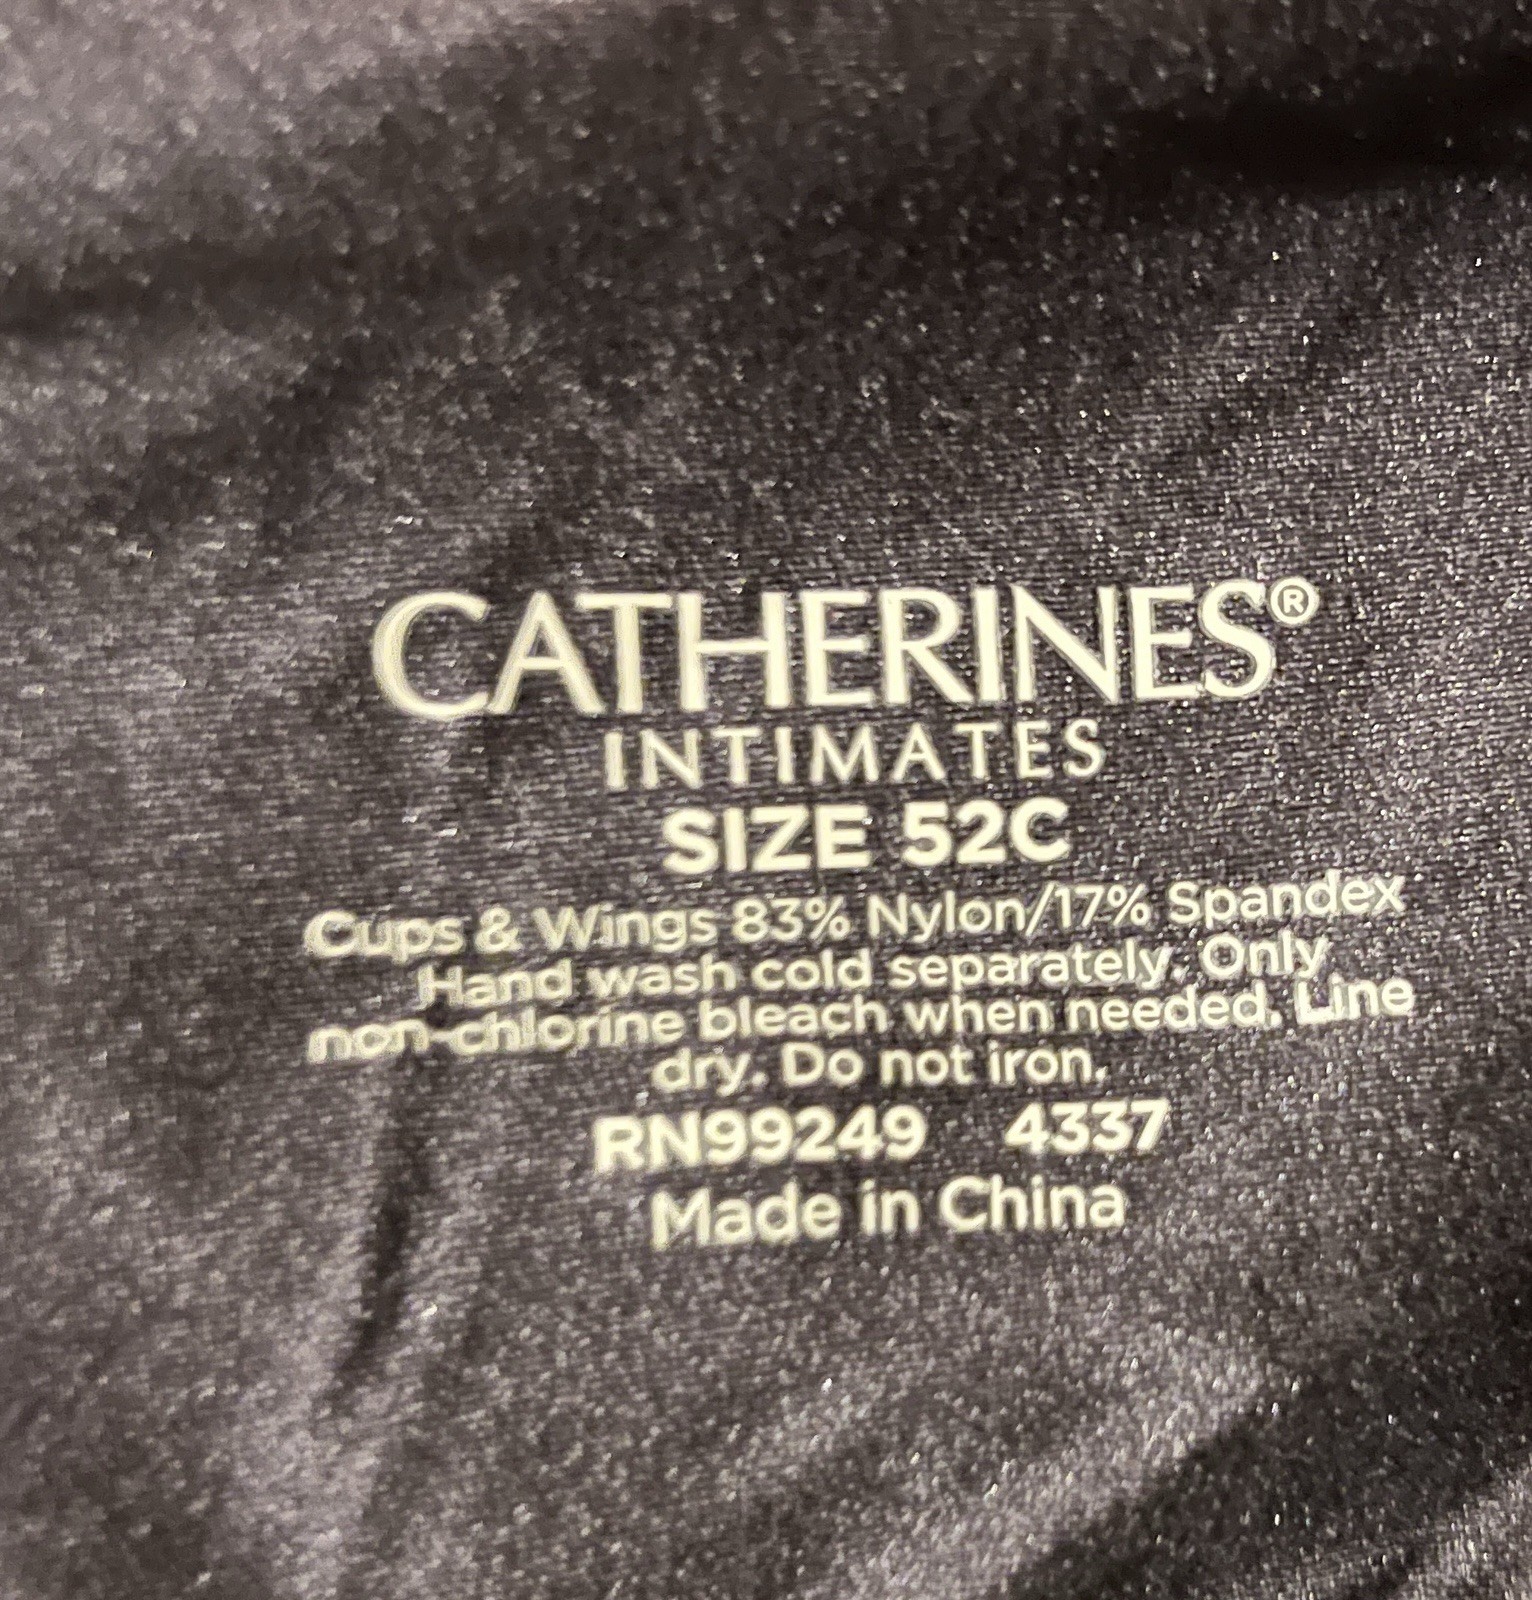 CATHERINES®
INTIMATES
SIZE 52C
Cups & Wings 83% Nylon/17% Spandex
Hand wash cold separately. Only
non-chlorine bleach when needed. Line
dry. Do not iron.
RN99249 4337
Made in China